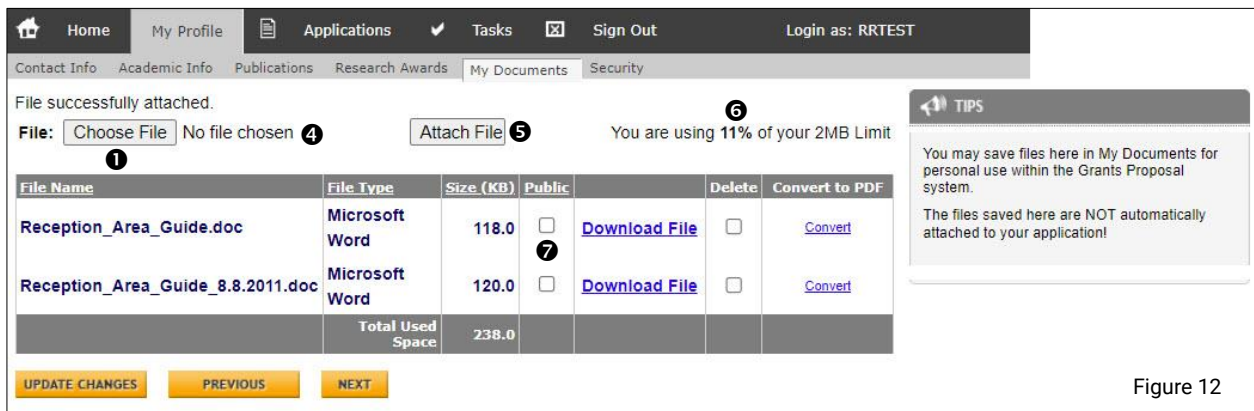 Home My Profile Applications Tasks Sign Out Login as: RRTEST
Contact Info Academic Info Publications Research Awards My Documents Security
File successfully attached.
File: Choose File No file chosen ❹ Attach File ❺ You are using 11% of your 2MB Limit
❻
❶
File Name File Type Size (KB) Public Delete Convert to PDF
Reception_Area_Guide.doc Microsoft Word 118.0 Download File Convert
❼
Reception_Area_Guide_8.8.2011.doc Microsoft Word 120.0 Download File Convert
Total Used Space 238.0
UPDATE CHANGES PREVIOUS NEXT
TIPS
You may save files here in My Documents for
personal use within the Grants Proposal
system.
The files saved here are NOT automatically
attached to your application!
Figure 12